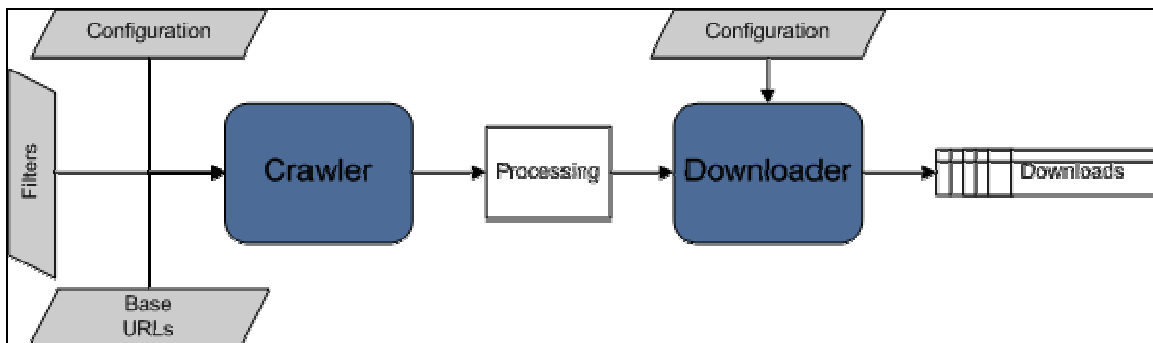 Configuration
Configuration
Filters
Crawler
Processing
Downloader
Downloads
Base
URLs